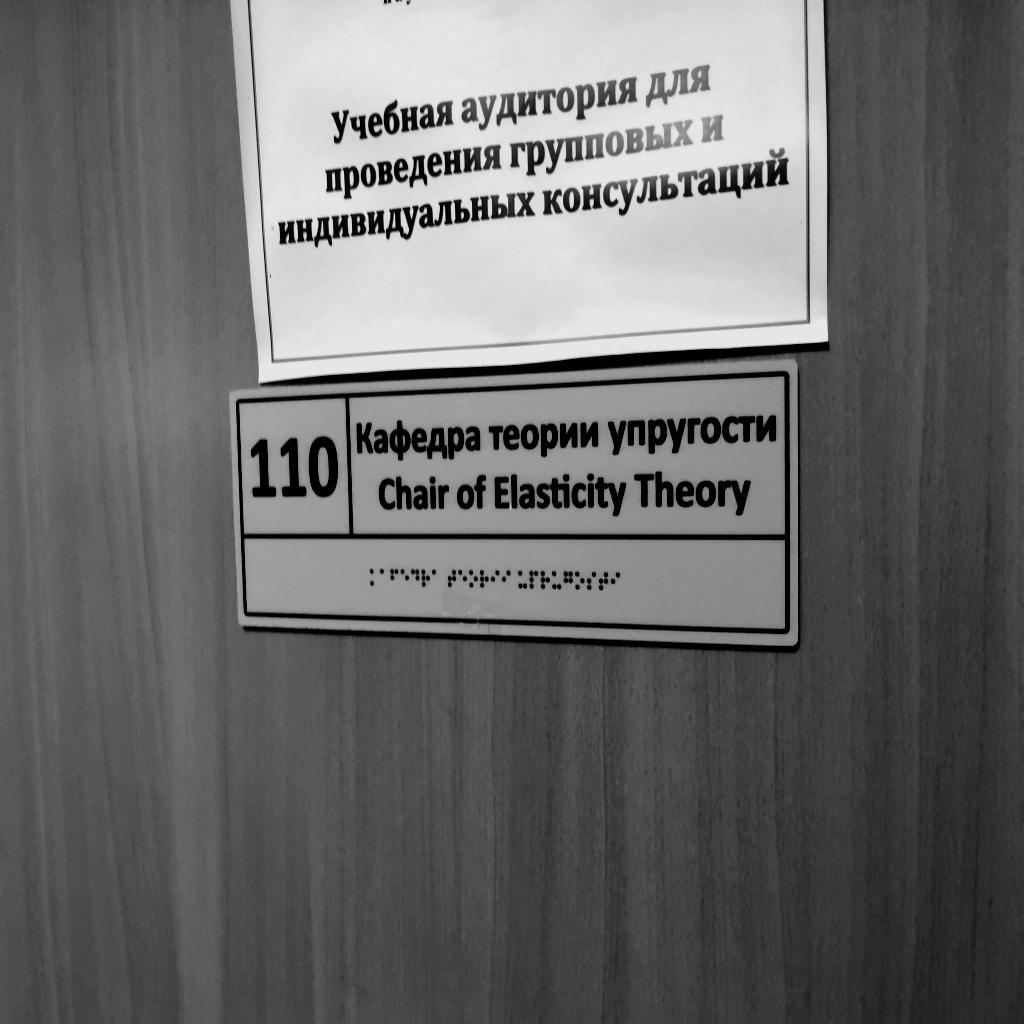 Учебная аудитория для
проведения групповых и
индивидуальных консультаций
110
Кафедра теории упругости
Chair of Elasticity Theory